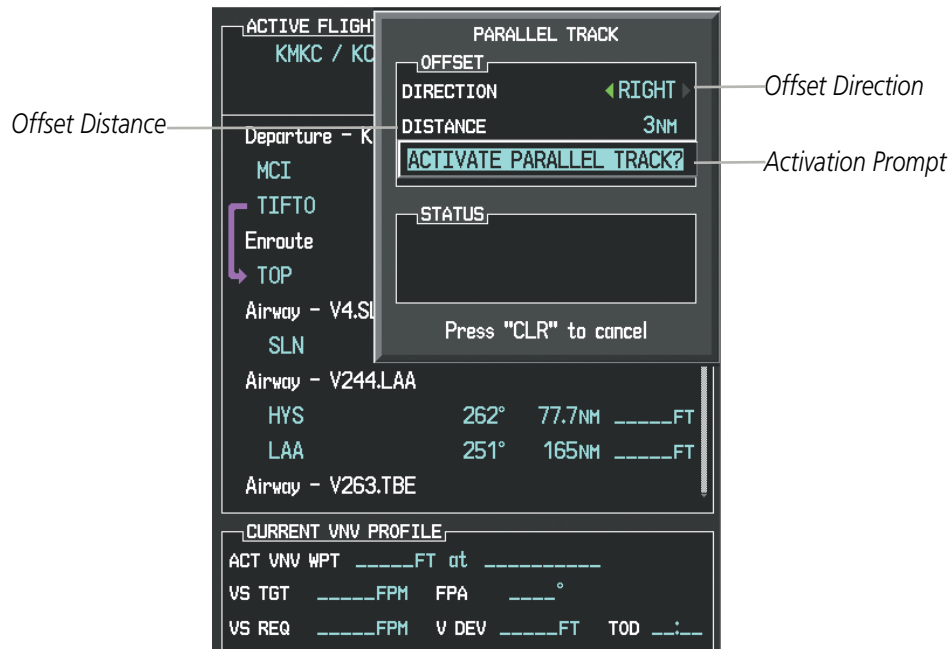 ACTIVE FLIGHT
KMKC / KC
PARALLEL TRACK
OFFSET
DIRECTION RIGHT
Offset Direction
Offset Distance
DISTANCE 3NM
ACTIVATE PARALLEL TRACK?
Activation Prompt
STATUS
Press "CLR" to cancel
Departure - K
MCI
TIFTO
Enroute
TOP
Airway - V4.SL
SLN
Airway - V244.LAA
HYS 262° 77.7NM _____FT
LAA 251° 165NM _____FT
Airway - V263.TBE
CURRENT VNV PROFILE
ACT VNV WPT _____FT at __________
VS TGT _____FPM FPA ____°
VS REQ _____FPM V DEV _____FT TOD __:__